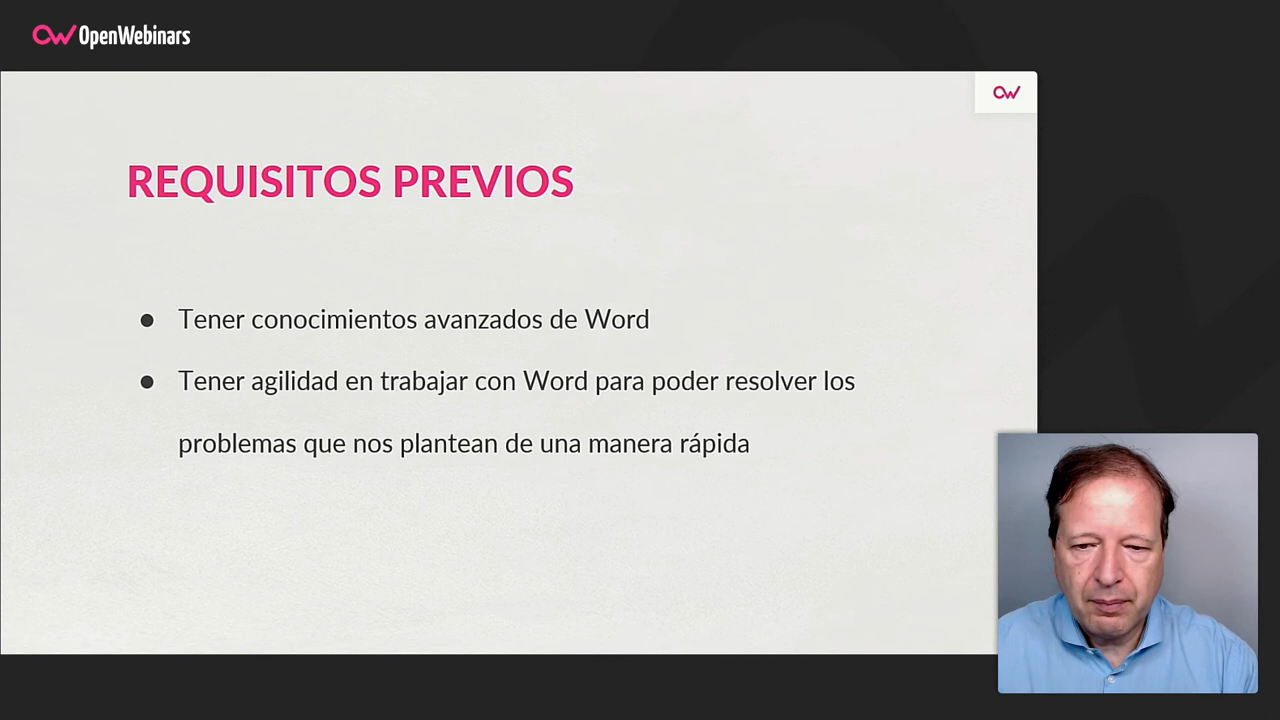 OpenWebinars
REQUISITOS PREVIOS
● Tener conocimientos avanzados de Word
● Tener agilidad en trabajar con Word para poder resolver los
problemas que nos plantean de una manera rápida